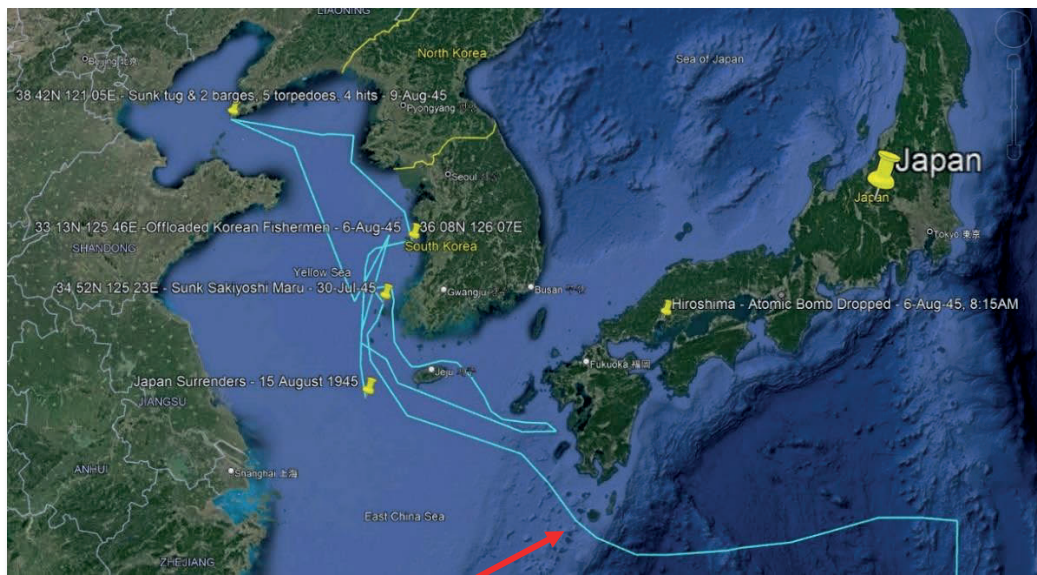 LIAONING
Beijing 北京
North Korea
Sea of Japan
38 42N 121 05E - Sunk tug & 2 barges, 5 torpedoes, 4 hits - 9-Aug-45
Pyongyang
Japan
Seoul
Japan
33 13N 125 46E -Offloaded Korean Fishermen - 6-Aug-45
36 08N 126 07E
Tokyo 東京
SHANDONG
South Korea
Yellow Sea
34 52N 125 23E - Sunk Sakiyoshi Maru - 30-Jul-45
Gwangju
Busan
Hiroshima - Atomic Bomb Dropped - 6-Aug-45, 8:15AM
Fukuoka 福岡
Jeju
Japan Surrenders - 15 August 1945
JIANGSU
ANHUI
Shanghai 上海
East China Sea
ZHEJIANG